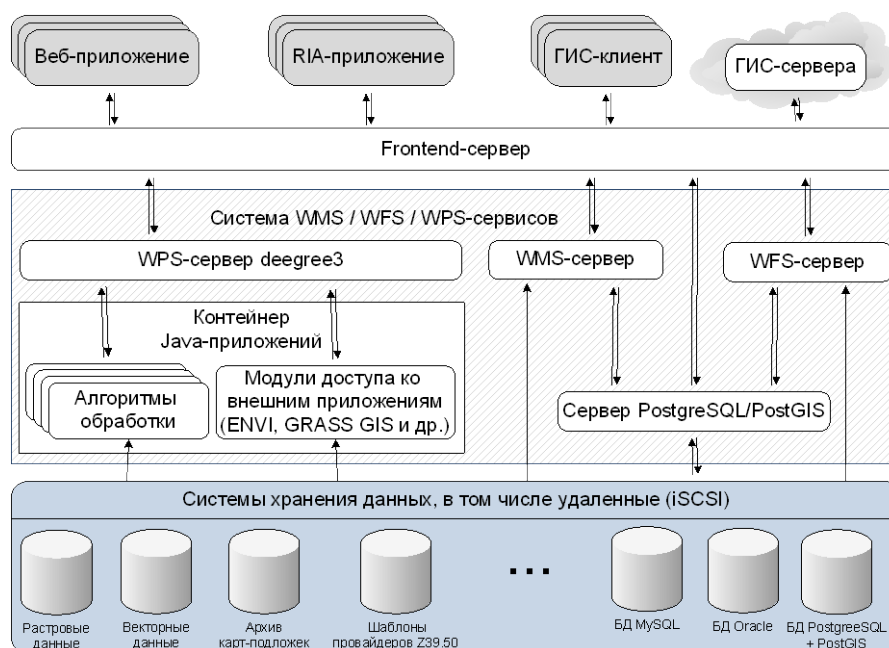 Веб-приложение
RIA-приложение
ГИС-клиент
ГИС-сервера
Frontend-сервер
Система WMS / WFS / WPS-сервисов
WPS-сервер deegree3
WMS-сервер
WFS-сервер
Контейнер
Java-приложений
Алгоритмы
обработки
Модули доступа ко
внешним приложениям
(ENVI, GRASS GIS и др.)
Сервер PostgreSQL/PostGIS
Системы хранения данных, в том числе удаленные (iSCSI)
Растровые
данные
Векторные
данные
Архив
карт-подложек
Шаблоны
провайдеров Z39.50
...
БД MySQL
БД Oracle
БД PostgreeSQL
+ PostGIS